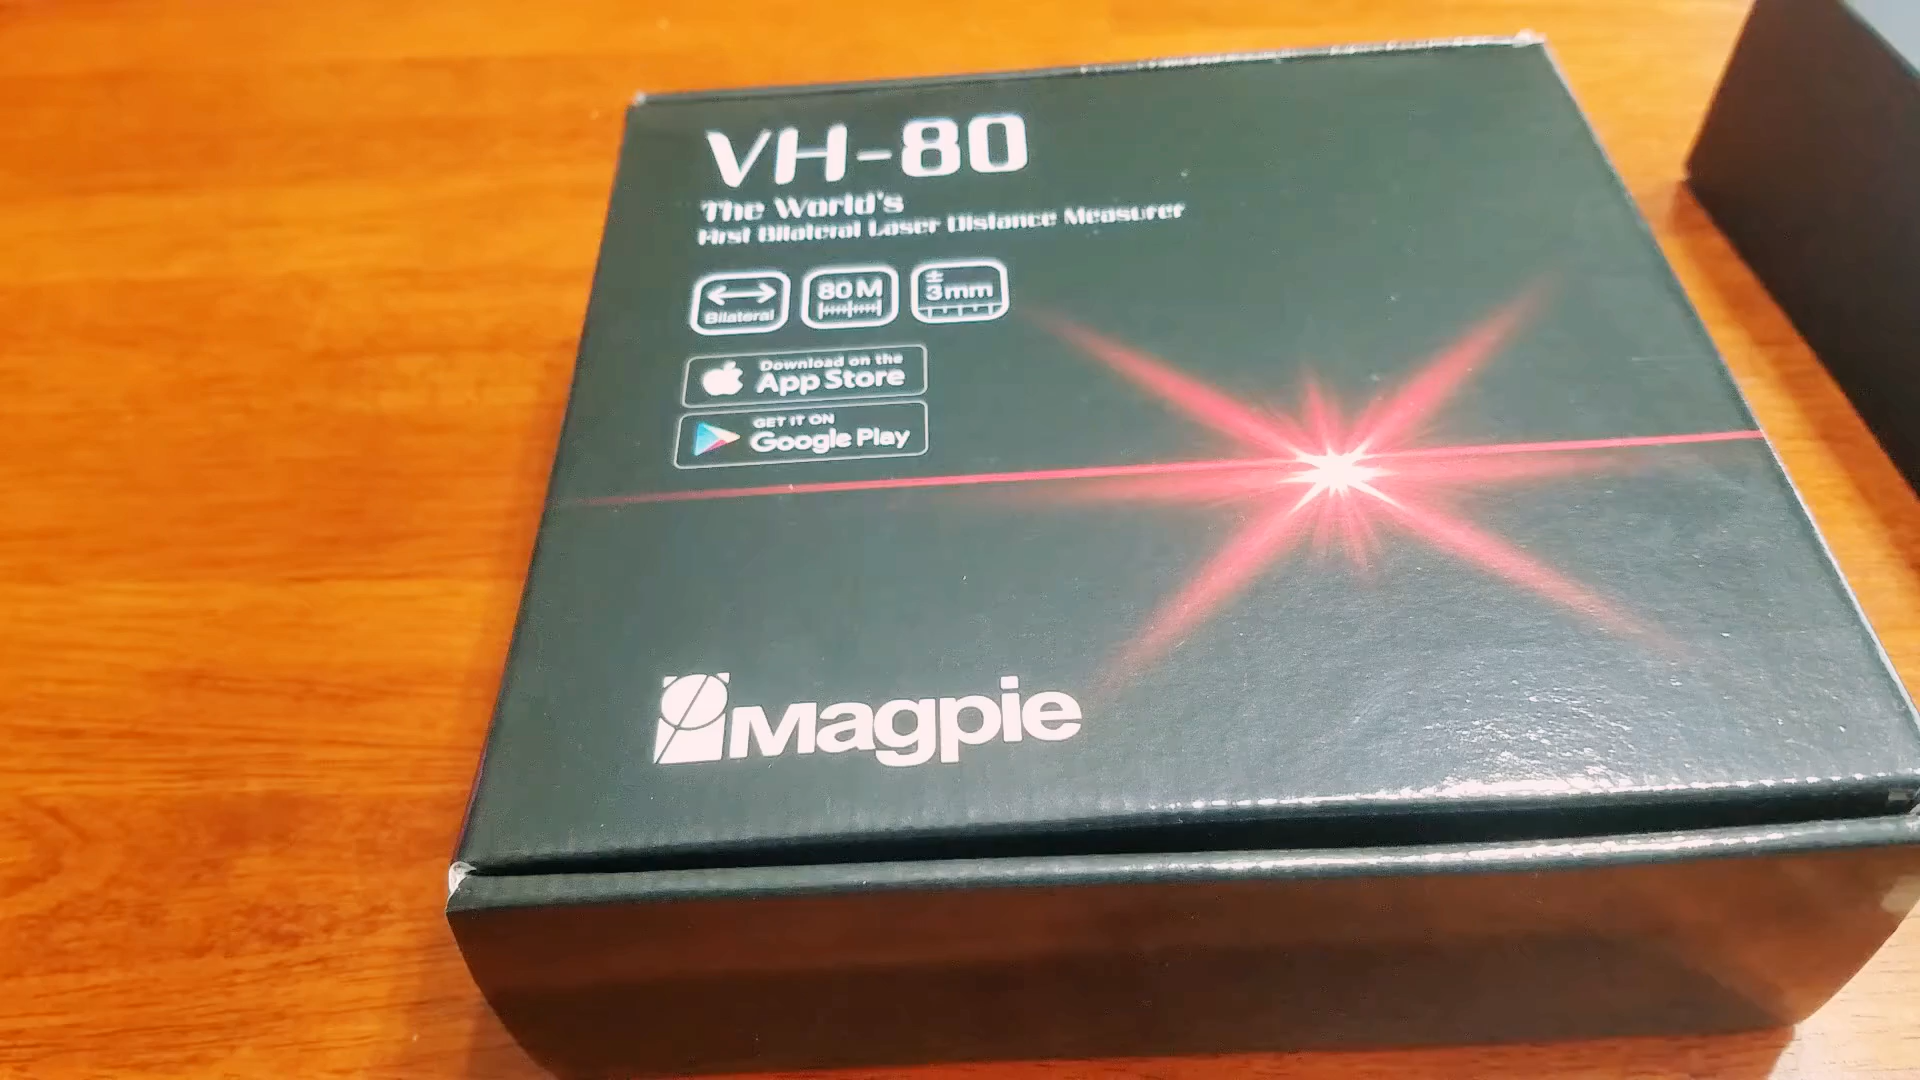 VH-80
The World's
First Bilateral Laser Distance Measurer
Bilateral
80M
±
3mm
Download on the
App Store
GET IT ON
Google Play
Magpie